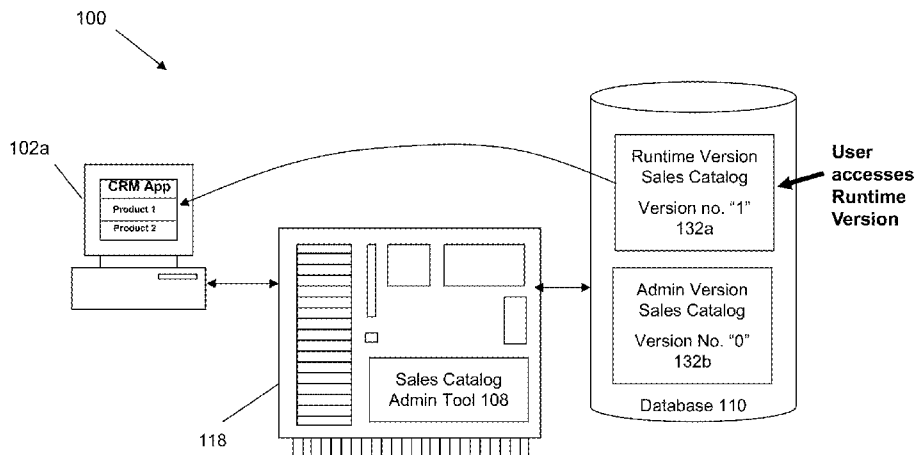 100
102a
CRM App
Product 1
Product 2
118
Sales Catalog
Admin Tool 108
Runtime Version
Sales Catalog
Version no. "1"
132a
Admin Version
Sales Catalog
Version No. "0"
132b
Database 110
User
accesses
Runtime
Version